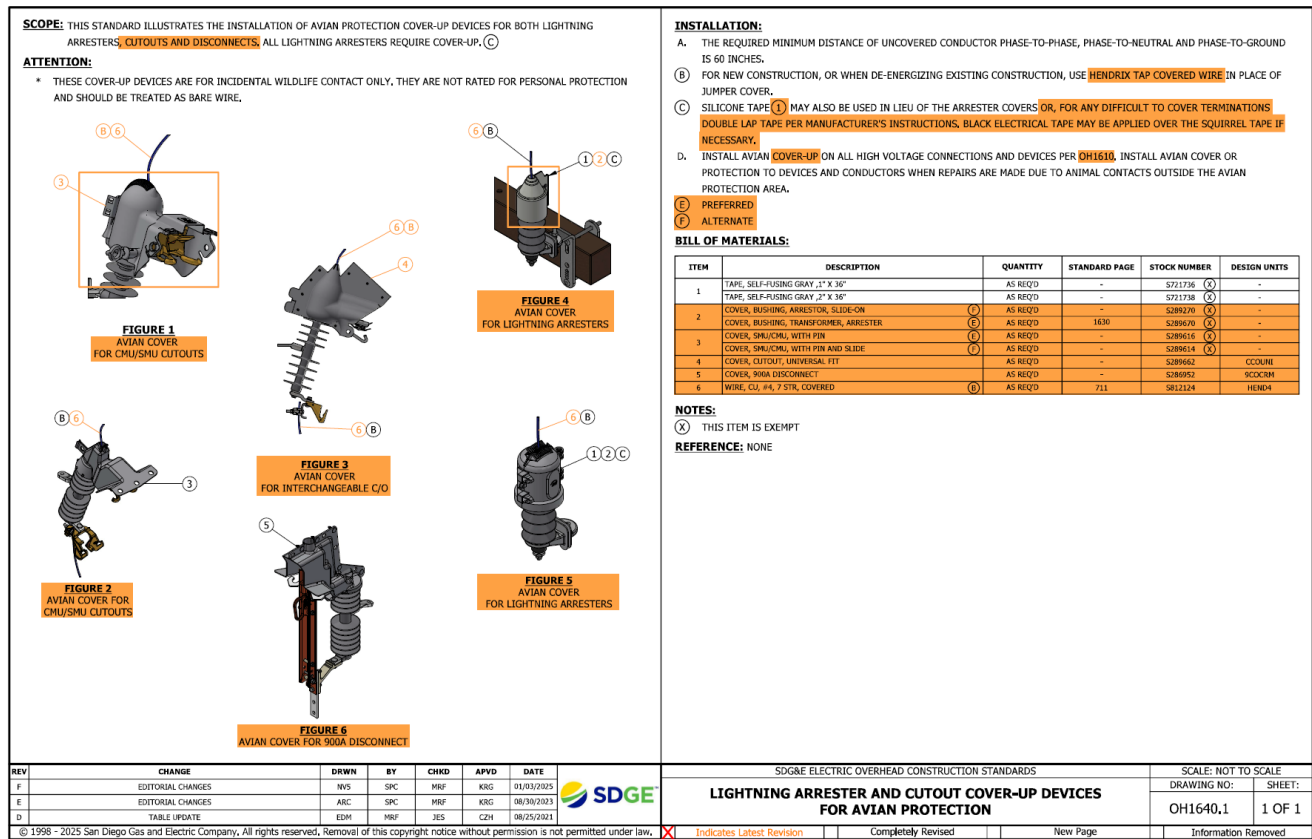 SCOPE: THIS STANDARD ILLUSTRATES THE INSTALLATION OF AVIAN PROTECTION COVER-UP DEVICES FOR BOTH LIGHTNING
ARRESTERS, CUTOUTS AND DISCONNECTS. ALL LIGHTNING ARRESTERS REQUIRE COVER-UP. C
ATTENTION:
* THESE COVER-UP DEVICES ARE FOR INCIDENTAL WILDLIFE CONTACT ONLY. THEY ARE NOT RATED FOR PERSONAL PROTECTION
AND SHOULD BE TREATED AS BARE WIRE.
B 6
3
FIGURE 1
AVIAN COVER
FOR CMU/SMU CUTOUTS
6 B
4
6 B
FIGURE 3
AVIAN COVER
FOR INTERCHANGEABLE C/O
6 B
1 2 C
FIGURE 4
AVIAN COVER
FOR LIGHTNING ARRESTERS
B 6
3
FIGURE 2
AVIAN COVER FOR
CMU/SMU CUTOUTS
5
FIGURE 6
AVIAN COVER FOR 900A DISCONNECT
6 B
1 2 C
FIGURE 5
AVIAN COVER
FOR LIGHTNING ARRESTERS
INSTALLATION:
A. THE REQUIRED MINIMUM DISTANCE OF UNCOVERED CONDUCTOR PHASE-TO-PHASE, PHASE-TO-NEUTRAL AND PHASE-TO-GROUND
IS 60 INCHES.
B FOR NEW CONSTRUCTION, OR WHEN DE-ENERGIZING EXISTING CONSTRUCTION, USE HENDRIX TAP COVERED WIRE IN PLACE OF
JUMPER COVER.
C SILICONE TAPE 1 MAY ALSO BE USED IN LIEU OF THE ARRESTER COVERS OR, FOR ANY DIFFICULT TO COVER TERMINATIONS
DOUBLE LAP TAPE PER MANUFACTURER'S INSTRUCTIONS. BLACK ELECTRICAL TAPE MAY BE APPLIED OVER THE SQUIRREL TAPE IF
NECESSARY.
D. INSTALL AVIAN COVER-UP ON ALL HIGH VOLTAGE CONNECTIONS AND DEVICES PER OH1610. INSTALL AVIAN COVER OR
PROTECTION TO DEVICES AND CONDUCTORS WHEN REPAIRS ARE MADE DUE TO ANIMAL CONTACTS OUTSIDE THE AVIAN
PROTECTION AREA.
E PREFERRED
F ALTERNATE
BILL OF MATERIALS:
ITEM DESCRIPTION QUANTITY STANDARD PAGE STOCK NUMBER DESIGN UNITS
1 TAPE, SELF-FUSING GRAY ,1" X 36" AS REQ'D - S721736 X -
TAPE, SELF-FUSING GRAY ,2" X 36" AS REQ'D - S721738 X -
2 COVER, BUSHING, ARRESTOR, SLIDE-ON F AS REQ'D - S289270 X -
COVER, BUSHING, TRANSFORMER, ARRESTER E AS REQ'D 1630 S289670 X -
3 COVER, SMU/CMU, WITH PIN E AS REQ'D - S289616 X -
COVER, SMU/CMU, WITH PIN AND SLIDE F AS REQ'D - S289614 X -
4 COVER, CUTOUT, UNIVERSAL FIT AS REQ'D - S289662 CCOUNI
5 COVER, 900A DISCONNECT AS REQ'D - S286952 9COCRM
6 WIRE, CU, #4, 7 STR, COVERED B AS REQ'D 711 S812124 HEND4
NOTES:
X THIS ITEM IS EXEMPT
REFERENCE: NONE
REV CHANGE DRWN BY CHKD APVD DATE
F EDITORIAL CHANGES NV5 SPC MRF KRG 01/03/2025
E EDITORIAL CHANGES ARC SPC MRF KRG 08/30/2023
D TABLE UPDATE EDM MRF JES CZH 08/25/2021
SDGE
© 1998 - 2025 San Diego Gas and Electric Company. All rights reserved. Removal of this copyright notice without permission is not permitted under law.
SDG&E ELECTRIC OVERHEAD CONSTRUCTION STANDARDS
LIGHTNING ARRESTER AND CUTOUT COVER-UP DEVICES
FOR AVIAN PROTECTION
SCALE: NOT TO SCALE
DRAWING NO: SHEET:
OH1640.1 1 OF 1
X Indicates Latest Revision Completely Revised New Page Information Removed